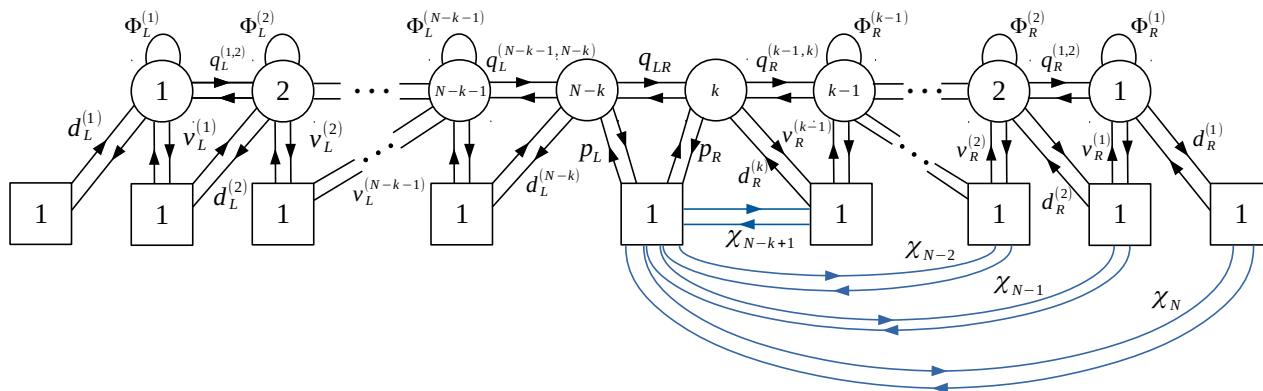 Φ_L^{(1)} Φ_L^{(2)} Φ_L^{(N-k-1)} Φ_R^{(k-1)} Φ_R^{(2)} Φ_R^{(1)}
q_L^{(1,2)} q_L^{(N-k-1,N-k)} q_{LR} q_R^{(k-1,k)} q_R^{(1,2)}
1 2 ... N-k-1 N-k k k-1 ... 2 1
d_L^{(1)} v_L^{(1)} v_L^{(2)} p_L p_R v_R^{(k-1)} v_R^{(2)} v_R^{(1)} d_R^{(1)}
d_L^{(2)} v_L^{(N-k-1)} d_L^{(N-k)} d_R^{(k)} d_R^{(2)}
1 1 1 1 1 1 1 1 1
χ_{N-k+1}
χ_{N-2}
χ_{N-1}
χ_N